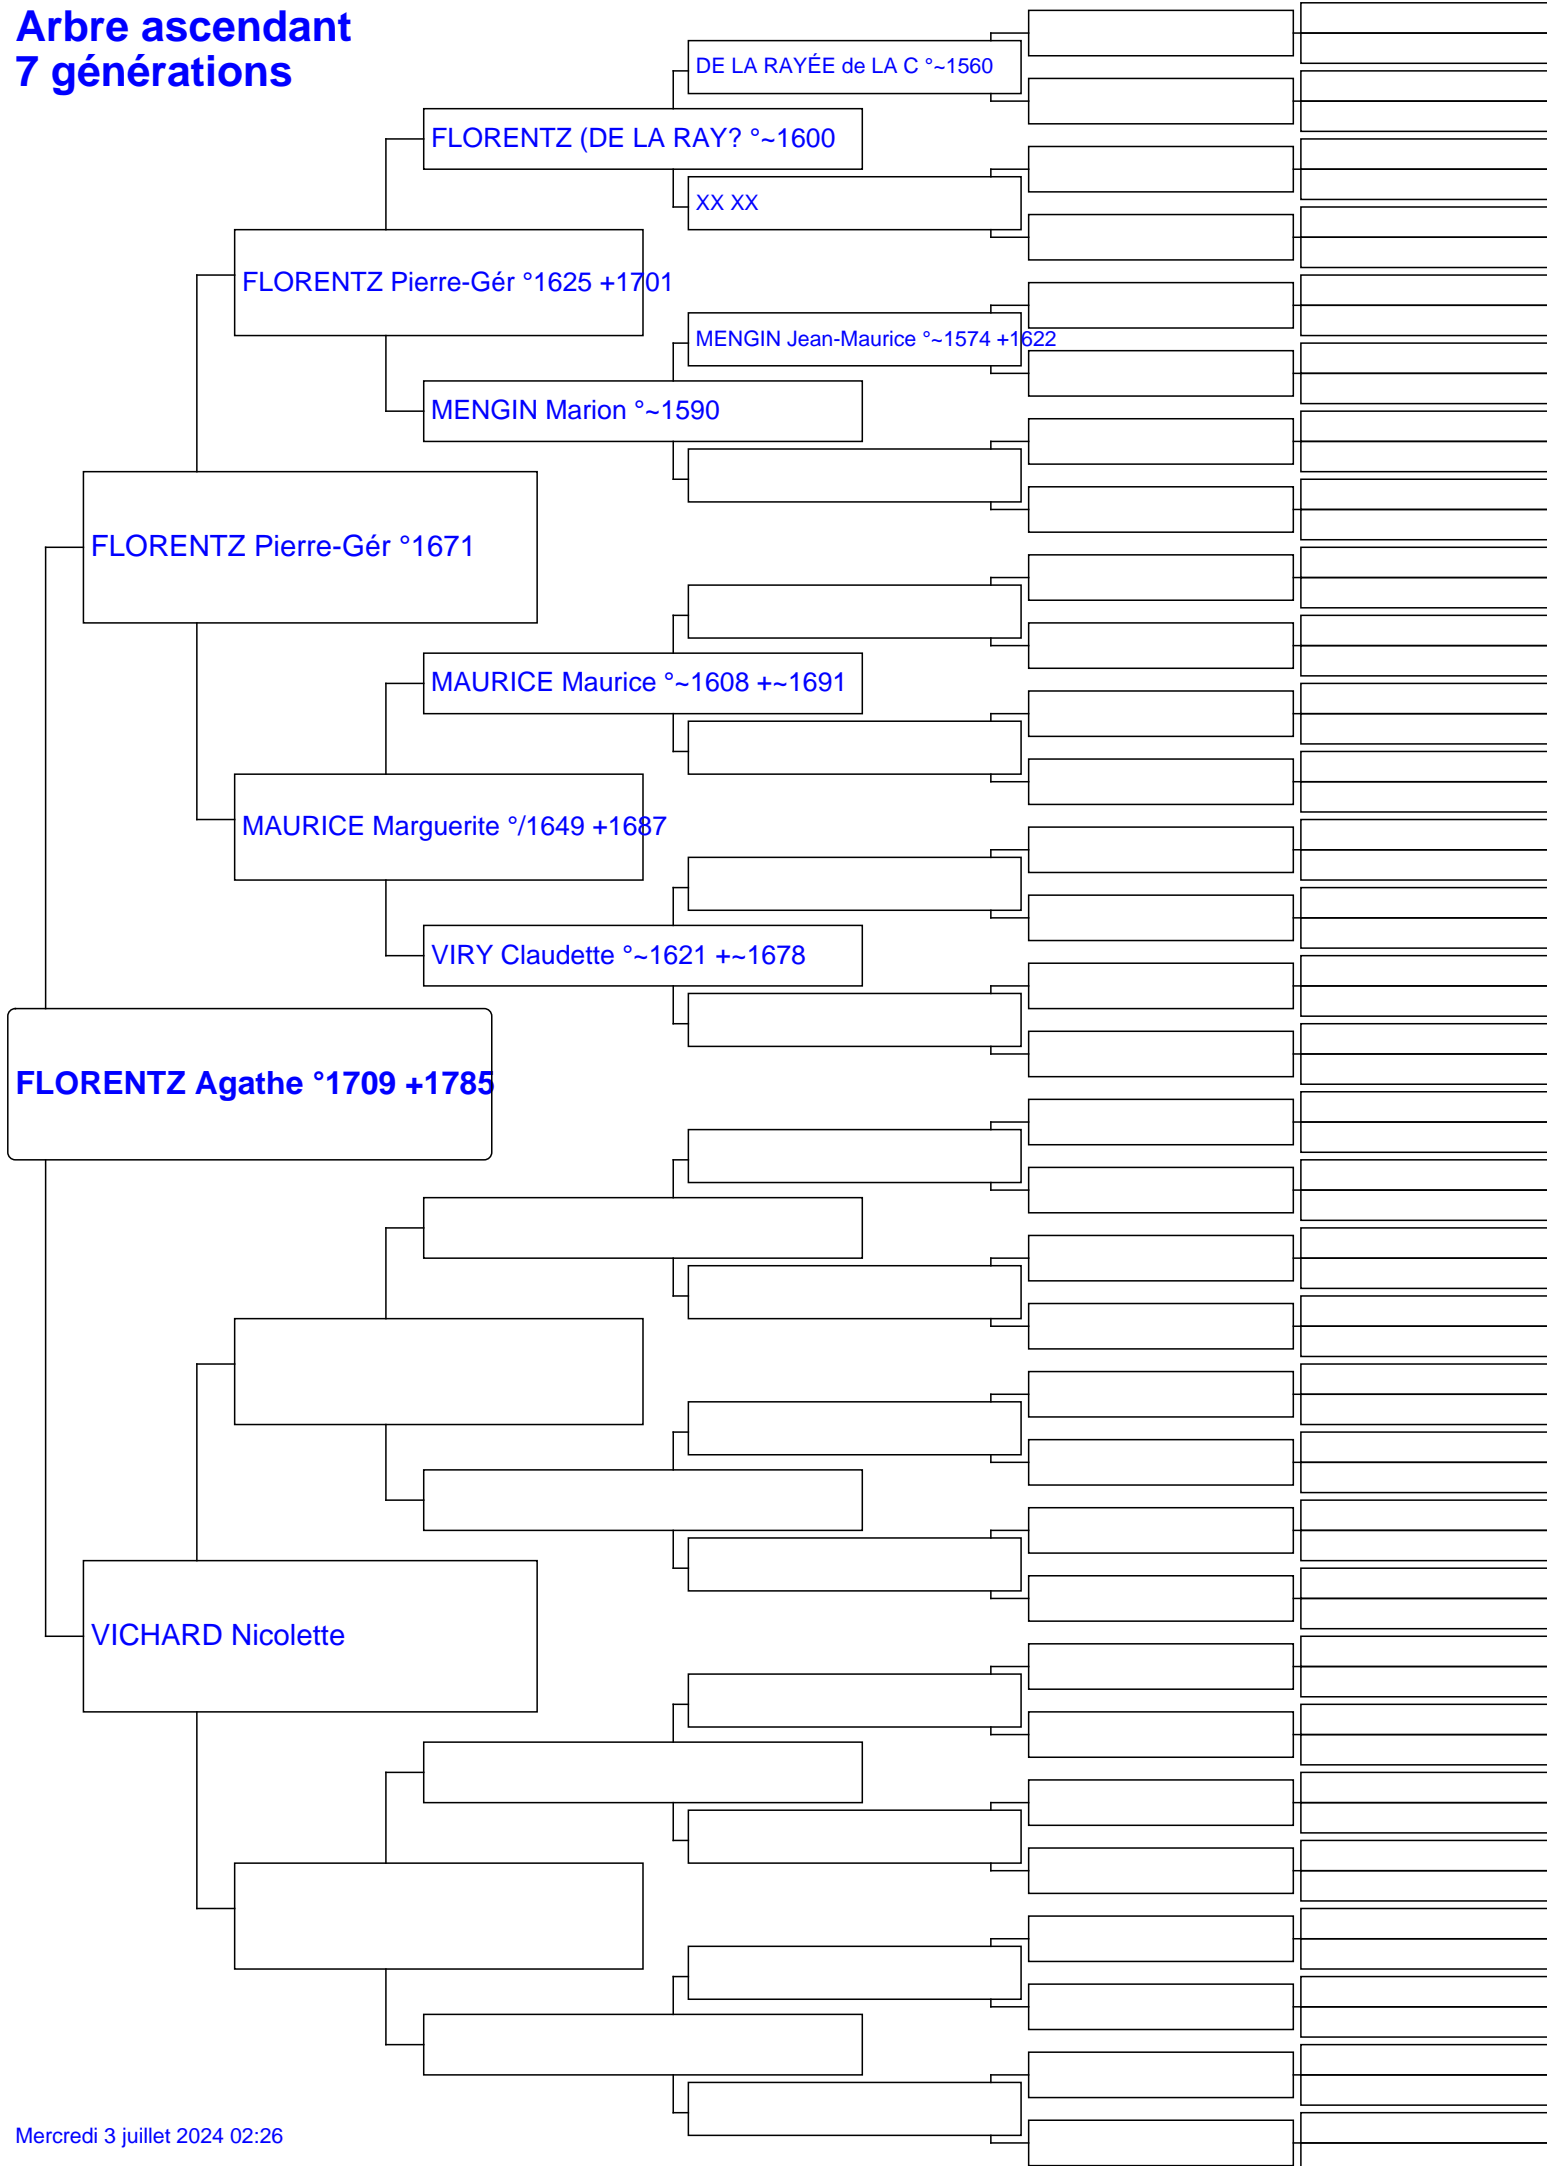 Arbre ascendant
7 générations
DE LA RAYÉE de LA C °~1560
FLORENTZ (DE LA RAY? °~1600
XX XX
FLORENTZ Pierre-Gér °1625 +1701
MENGIN Jean-Maurice °~1574 +1622
MENGIN Marion °~1590
FLORENTZ Pierre-Gér °1671
MAURICE Maurice °~1608 +~1691
MAURICE Marguerite °/1649 +1687
VIRY Claudette °~1621 +~1678
FLORENTZ Agathe °1709 +1785
VICHARD Nicolette
Mercredi 3 juillet 2024 02:26